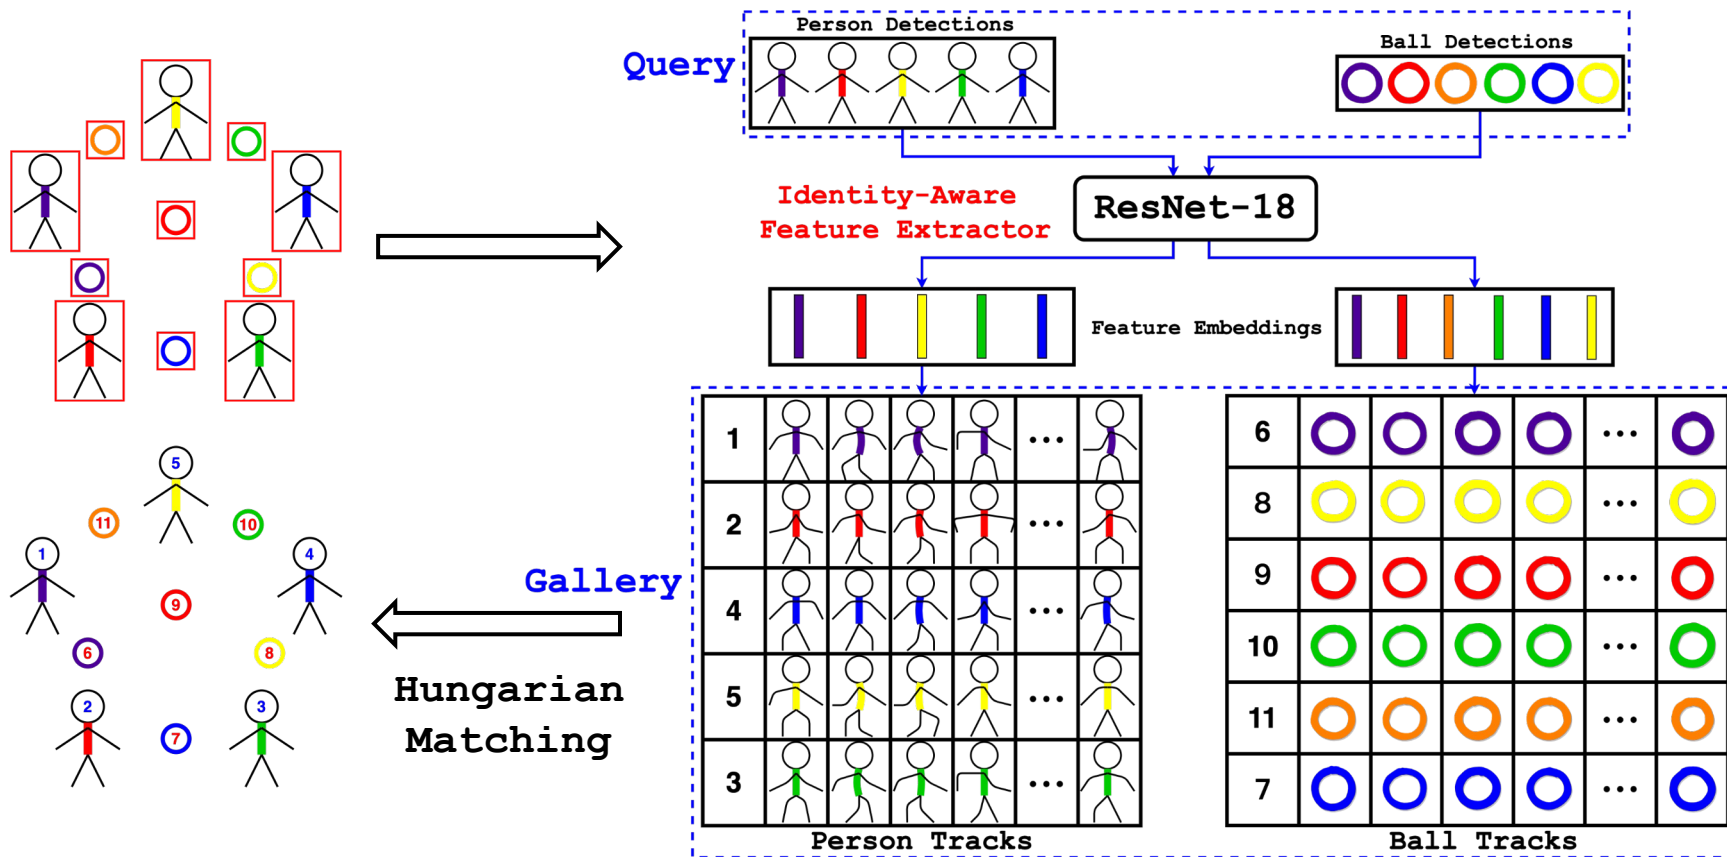 Person Detections
Ball Detections
Query
Identity-Aware
Feature Extractor
ResNet-18
Feature Embeddings
5
11
10
1
4
9
6
8
2
3
7
Hungarian
Matching
Gallery
1
...
2
...
4
...
5
...
3
...
Person Tracks
6
...
8
...
9
...
10
...
11
...
7
...
Ball Tracks